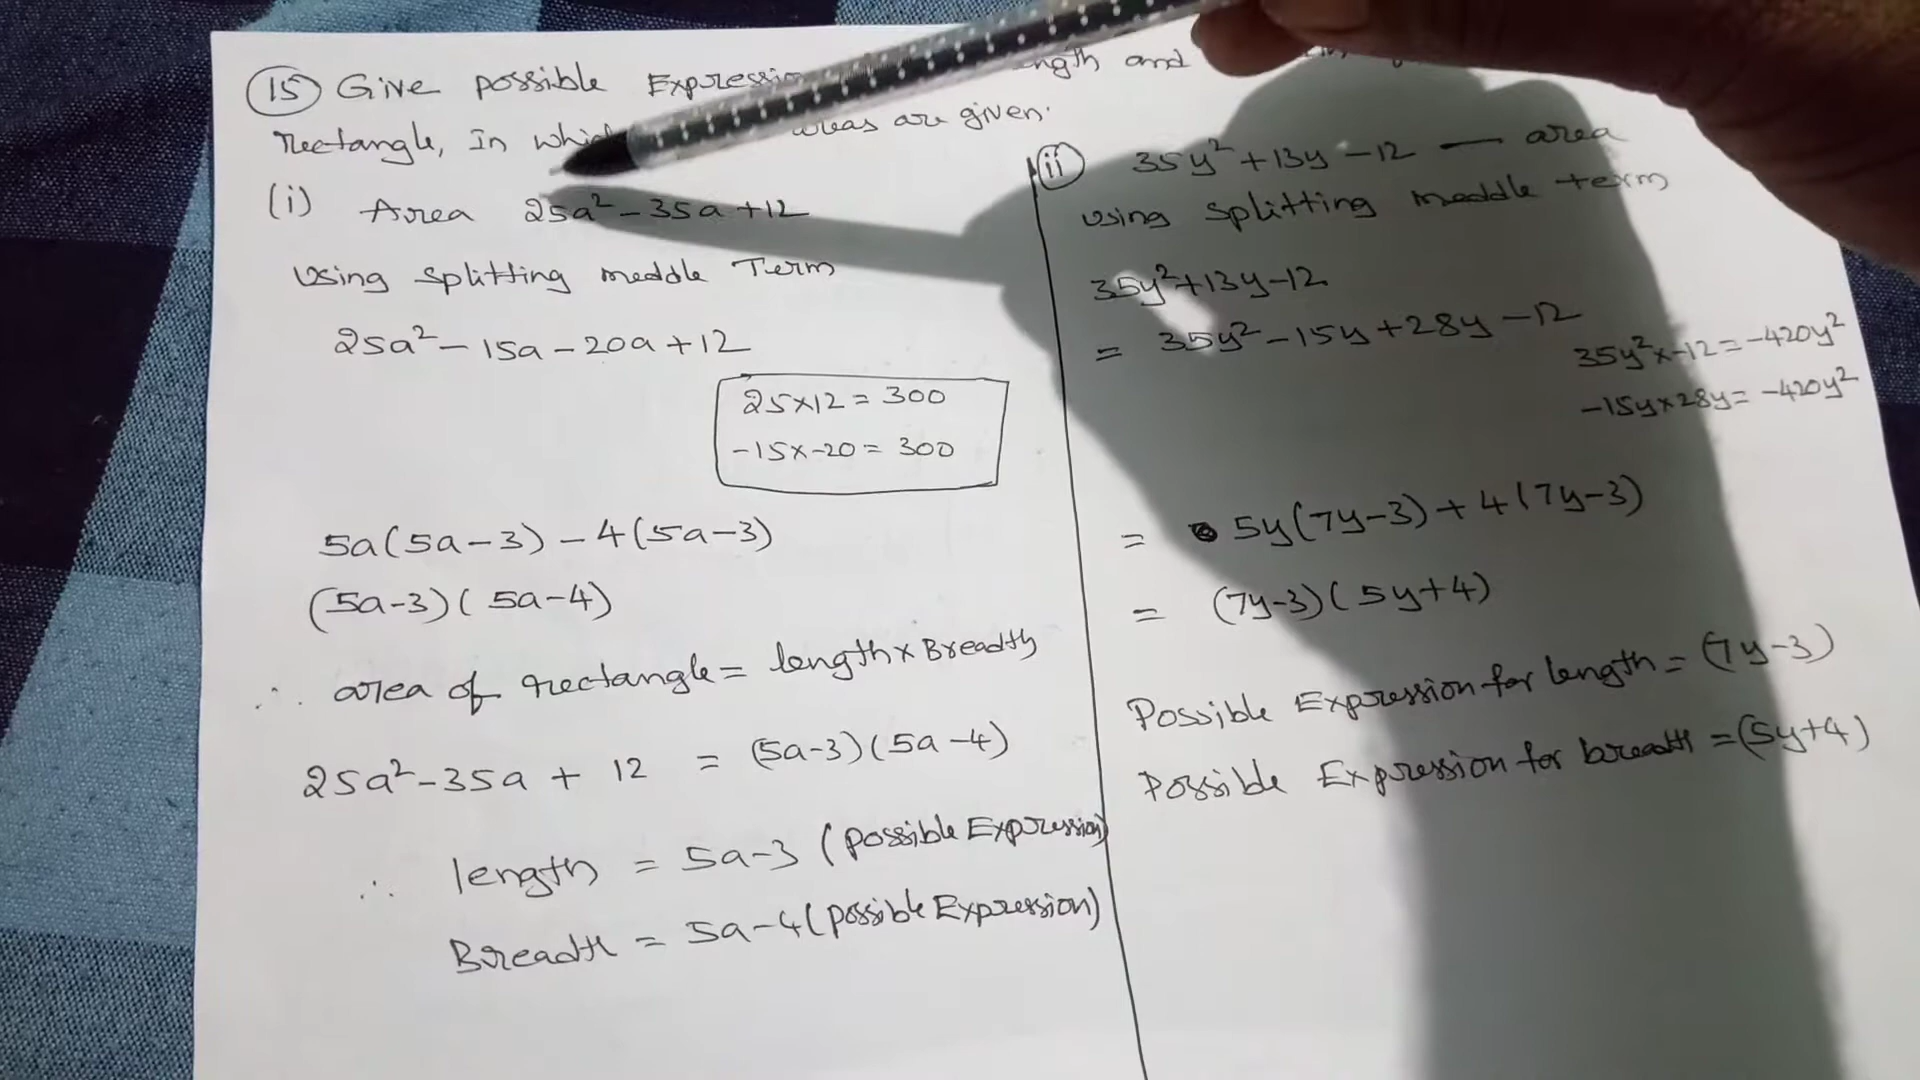 15 Give possible Expressi ngth and
rectangle, In whic areas are given.
(i) Area 25a² - 35a + 12
Using splitting meddle Term
25a² - 15a - 20a + 12
25×12 = 300
-15×-20 = 300
5a(5a-3) - 4(5a-3)
(5a-3)(5a-4)
∴ area of rectangle = length × Breadth
25a² - 35a + 12 = (5a-3)(5a-4)
∴ length = 5a-3 (possible Expression)
Breadth = 5a-4 (possible Expression)
ii 35y² + 13y - 12 — area
using splitting meddle term
35y² + 13y - 12
= 35y² - 15y + 28y - 12
35y² × -12 = -420y²
-15y × 28y = -420y²
= 5y(7y-3) + 4(7y-3)
= (7y-3)(5y+4)
Possible Expression for length = (7y-3)
Possible Expression for breadth = (5y+4)